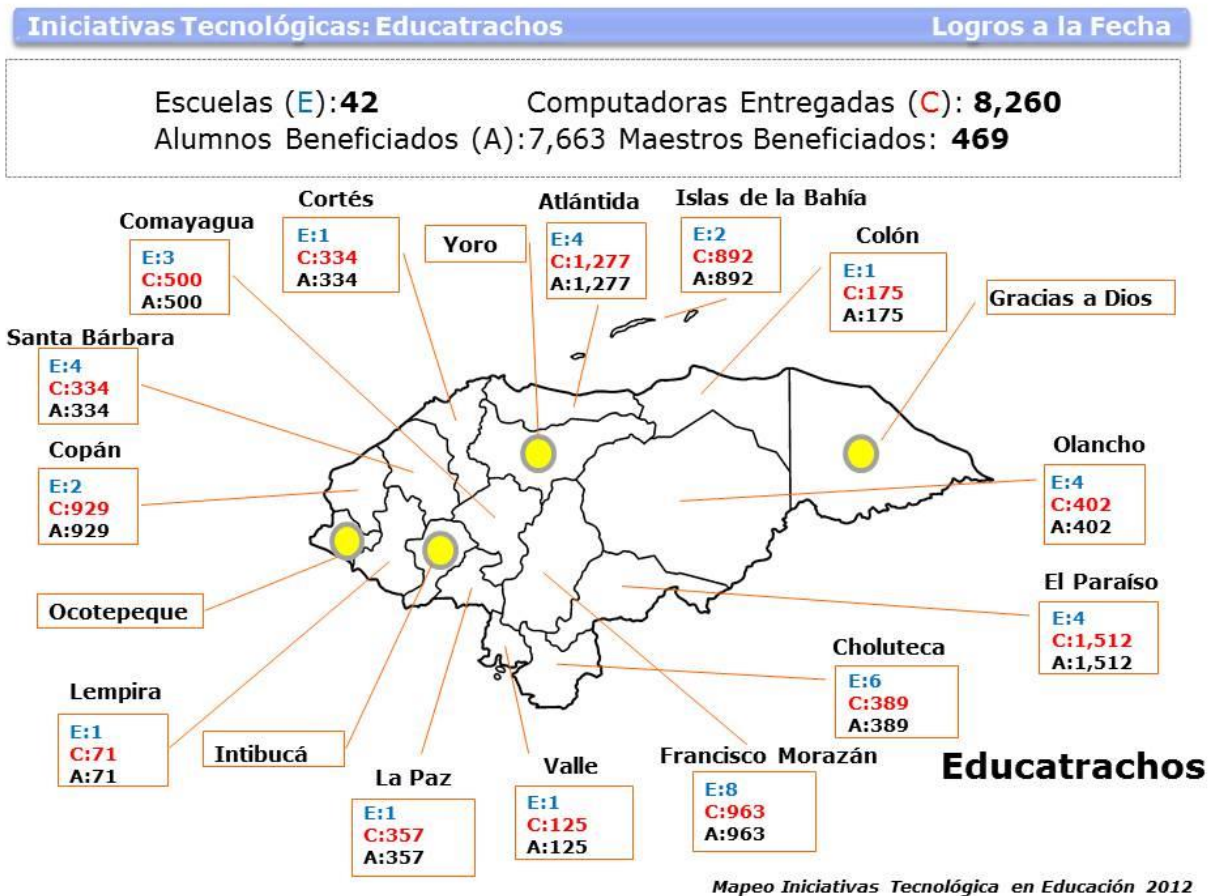 Iniciativas Tecnológicas: Educatrachos
Logros a la Fecha
Escuelas (E):42 Computadoras Entregadas (C): 8,260
Alumnos Beneficiados (A):7,663 Maestros Beneficiados: 469
Comayagua
E:3
C:500
A:500
Cortés
E:1
C:334
A:334
Yoro
Atlántida
E:4
C:1,277
A:1,277
Islas de la Bahía
E:2
C:892
A:892
Colón
E:1
C:175
A:175
Gracias a Dios
Santa Bárbara
E:4
C:334
A:334
Copán
E:2
C:929
A:929
Olancho
E:4
C:402
A:402
Ocotepeque
El Paraíso
E:4
C:1,512
A:1,512
Choluteca
E:6
C:389
A:389
Lempira
E:1
C:71
A:71
Intibucá
La Paz
E:1
C:357
A:357
Valle
E:1
C:125
A:125
Francisco Morazán
E:8
C:963
A:963
Educatrachos
Mapeo Iniciativas Tecnológica en Educación 2012